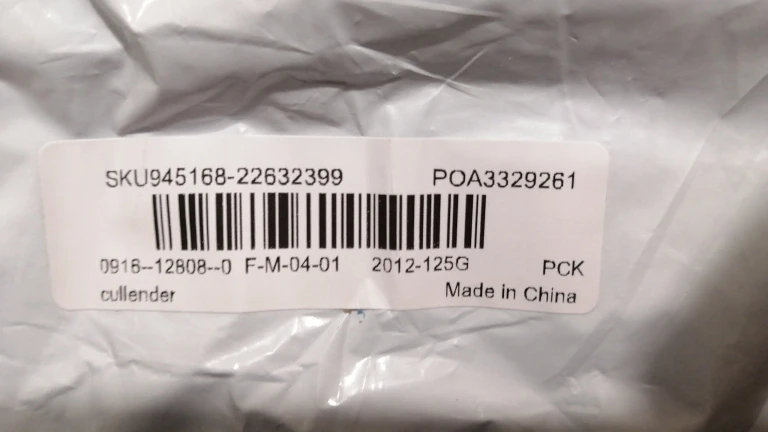 SKU945168-22632399 POA3329261
0916--12808--0 F-M-04-01 2012-125G PCK
cullender Made in China